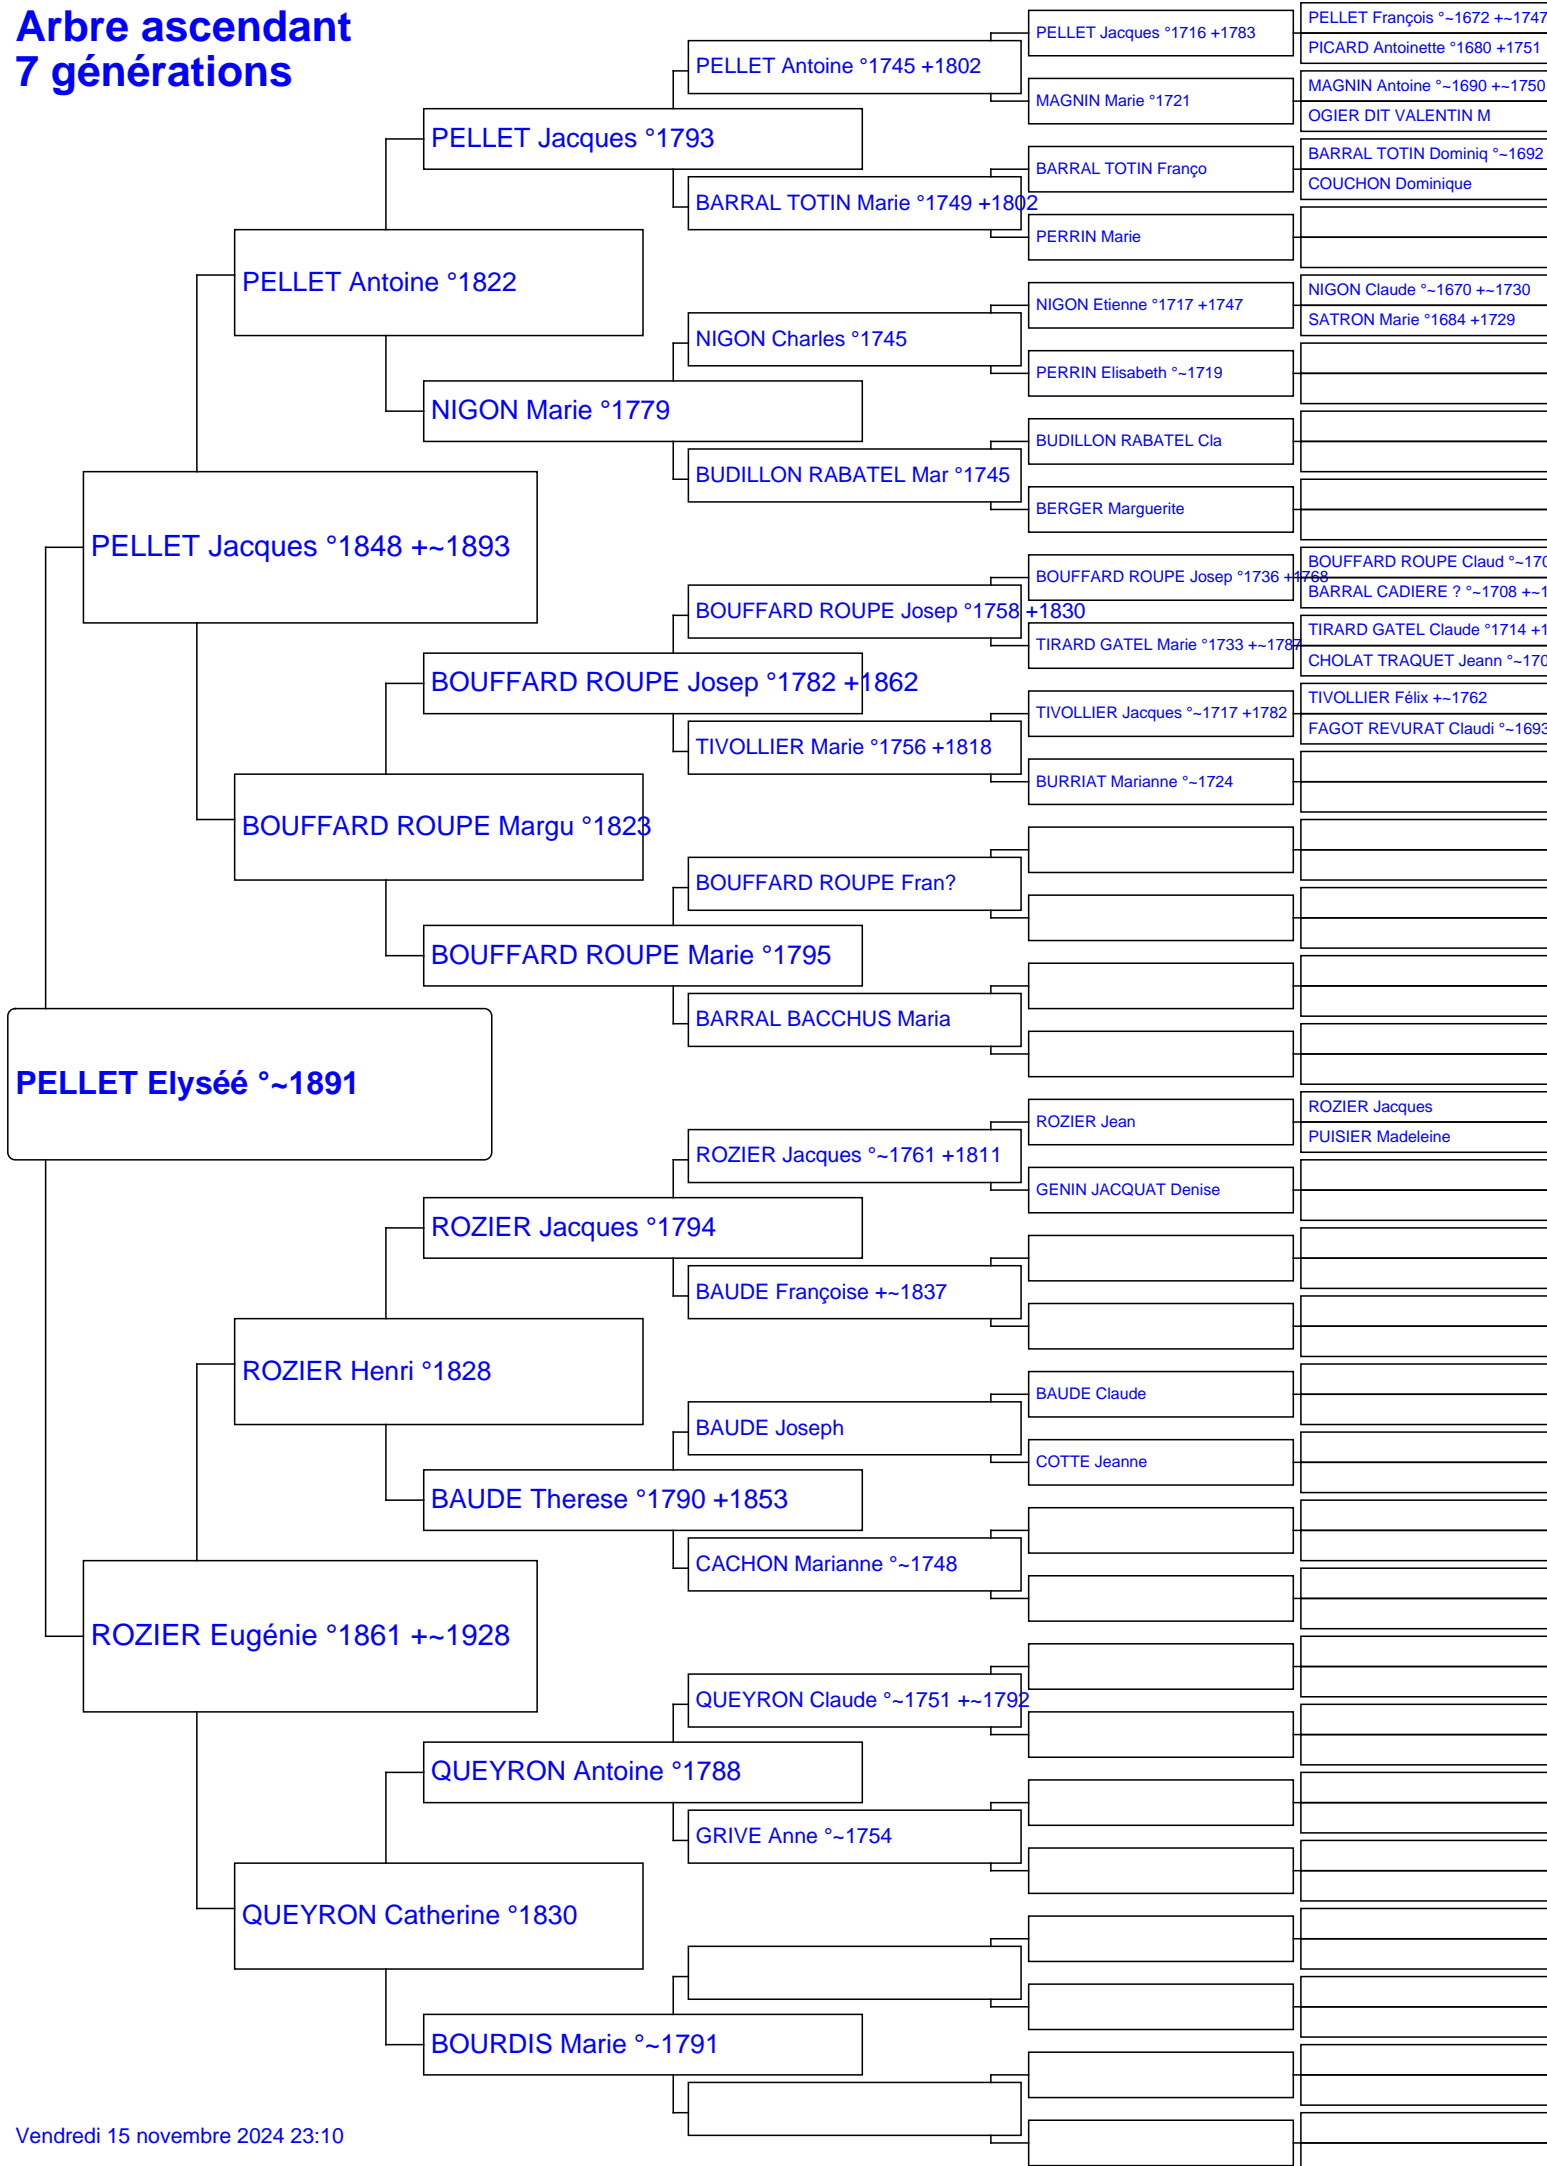 Arbre ascendant
7 générations
PELLET Elyséé °~1891
PELLET Jacques °1848 +~1893
ROZIER Eugénie °1861 +~1928
PELLET Antoine °1822
BOUFFARD ROUPE Margu °1823
ROZIER Henri °1828
QUEYRON Catherine °1830
PELLET Jacques °1793
NIGON Marie °1779
BOUFFARD ROUPE Josep °1782 +1862
BOUFFARD ROUPE Marie °1795
ROZIER Jacques °1794
BAUDE Therese °1790 +1853
QUEYRON Antoine °1788
BOURDIS Marie °~1791
PELLET Antoine °1745 +1802
BARRAL TOTIN Marie °1749 +1802
NIGON Charles °1745
BUDILLON RABATEL Mar °1745
BOUFFARD ROUPE Josep °1758 +1830
TIVOLLIER Marie °1756 +1818
BOUFFARD ROUPE Fran?
BARRAL BACCHUS Maria
ROZIER Jacques °~1761 +1811
BAUDE Françoise +~1837
BAUDE Joseph
CACHON Marianne °~1748
QUEYRON Claude °~1751 +~1792
GRIVE Anne °~1754
PELLET Jacques °1716 +1783
MAGNIN Marie °1721
BARRAL TOTIN Franço
PERRIN Marie
NIGON Etienne °1717 +1747
PERRIN Elisabeth °~1719
BUDILLON RABATEL Cla
BERGER Marguerite
BOUFFARD ROUPE Josep °1736 +1768
TIRARD GATEL Marie °1733 +~1787
TIVOLLIER Jacques °~1717 +1782
BURRIAT Marianne °~1724
ROZIER Jean
GENIN JACQUAT Denise
BAUDE Claude
COTTE Jeanne
PELLET François °~1672 +~1747
PICARD Antoinette °1680 +1751
MAGNIN Antoine °~1690 +~1750
OGIER DIT VALENTIN M
BARRAL TOTIN Dominiq °~1692
COUCHON Dominique
NIGON Claude °~1670 +~1730
SATRON Marie °1684 +1729
BOUFFARD ROUPE Claud °~170
BARRAL CADIERE ? °~1708 +~1
TIRARD GATEL Claude °1714 +1
CHOLAT TRAQUET Jeann °~170
TIVOLLIER Félix +~1762
FAGOT REVURAT Claudi °~1693
ROZIER Jacques
PUISIER Madeleine
Vendredi 15 novembre 2024 23:10